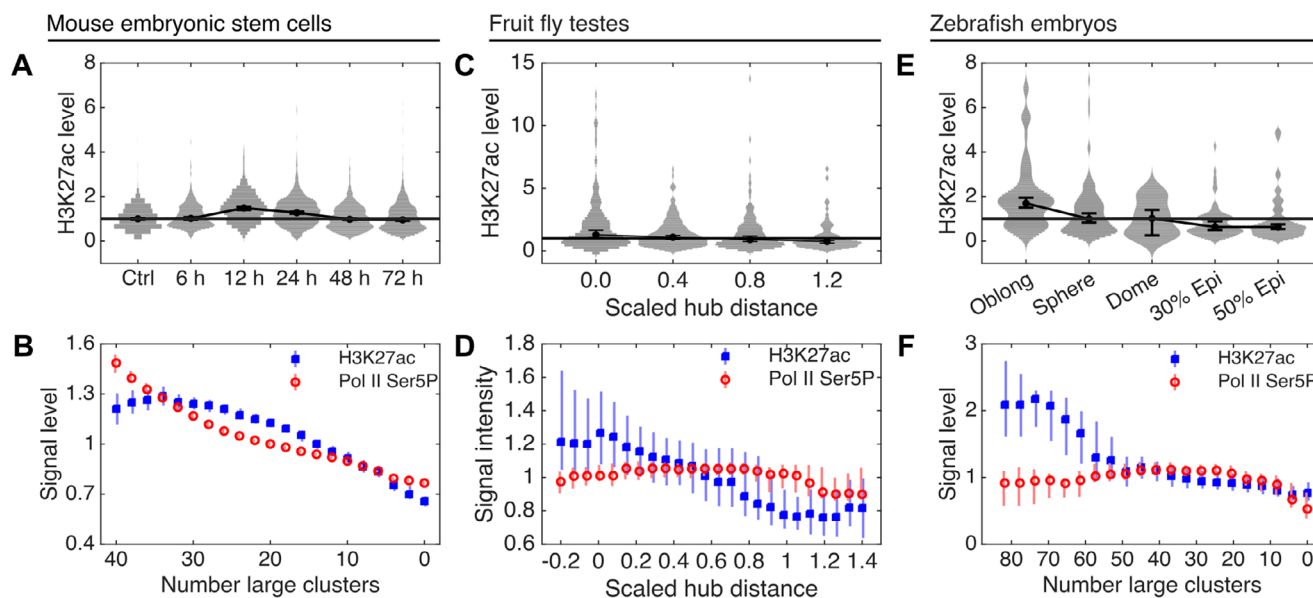 Mouse embryonic stem cells
Fruit fly testes
Zebrafish embryos
A
H3K27ac level
8
6
4
2
0
Ctrl 6 h 12 h 24 h 48 h 72 h
C
H3K27ac level
15
10
5
0
0.0 0.4 0.8 1.2
Scaled hub distance
E
H3K27ac level
8
6
4
2
0
Oblong Sphere Dome 30% Epi 50% Epi
B
Signal level
1.6
1.3
1
0.7
0.4
H3K27ac
Pol II Ser5P
40 30 20 10 0
Number large clusters
D
Signal intensity
1.8
1.6
1.4
1.2
1
0.8
0.6
H3K27ac
Pol II Ser5P
-0.2 0 0.2 0.4 0.6 0.8 1 1.2 1.4
Scaled hub distance
F
Signal level
3
2
1
0
H3K27ac
Pol II Ser5P
80 70 60 50 40 30 20 10 0
Number large clusters